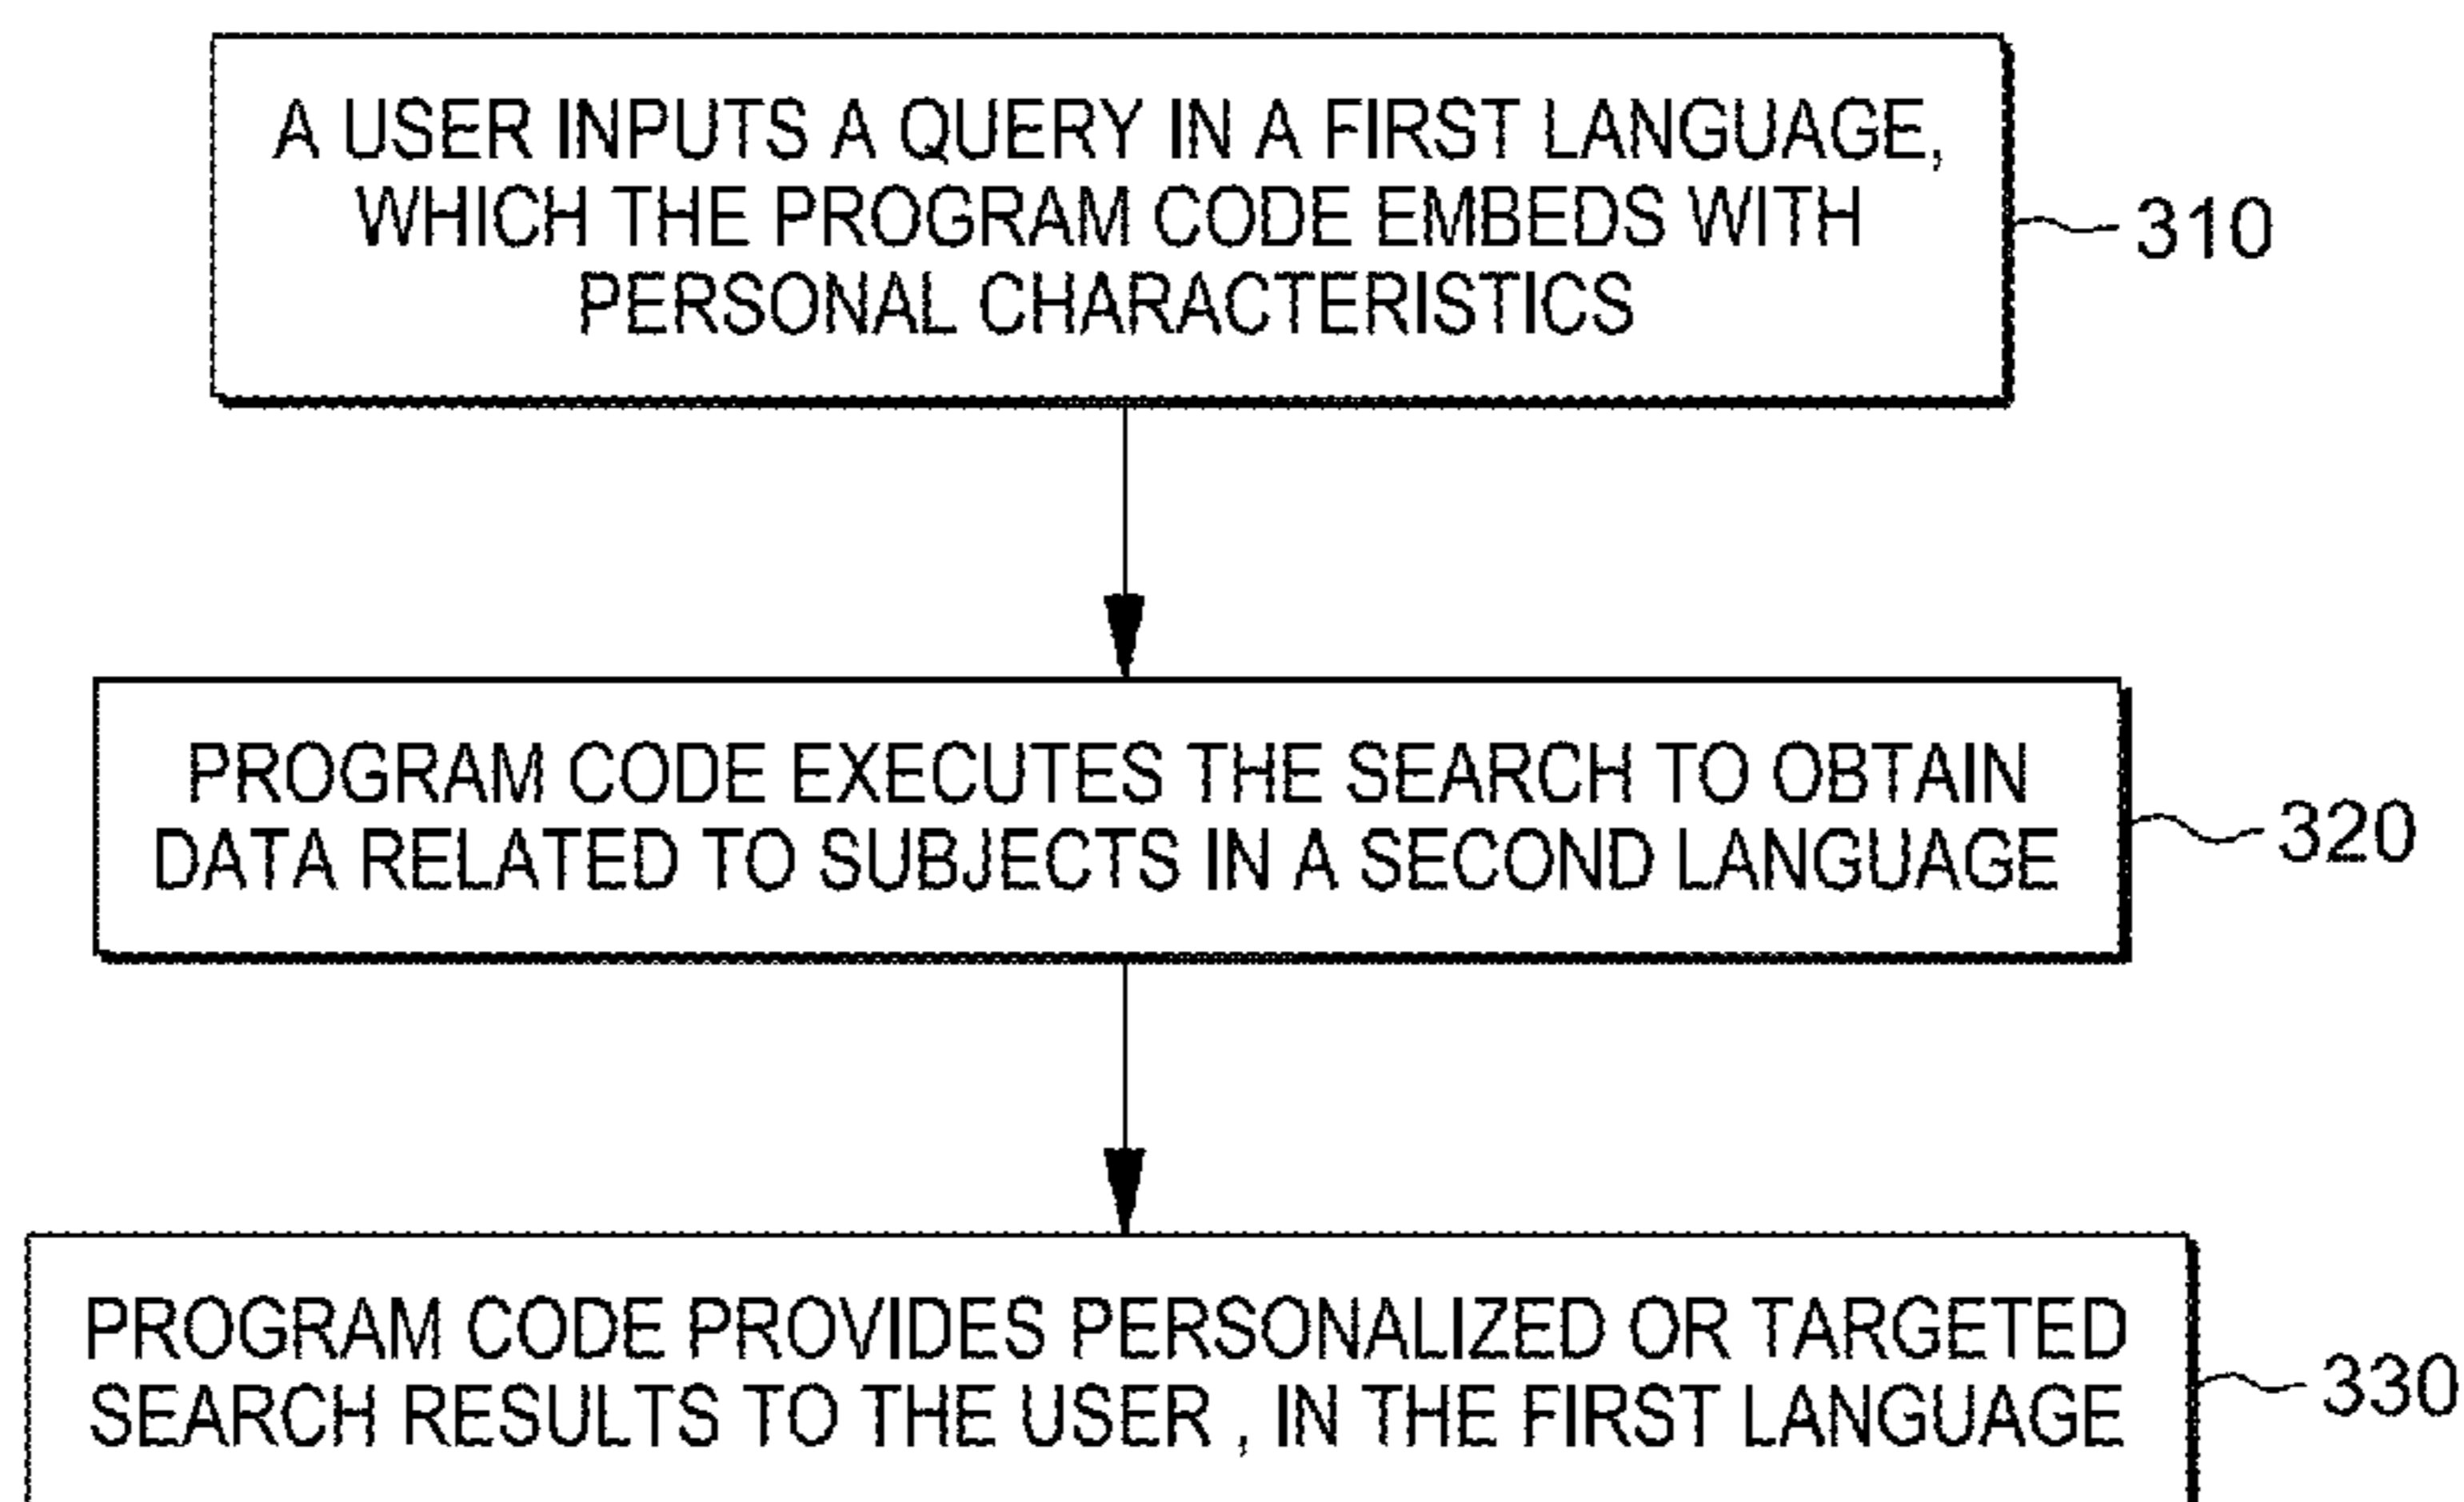 A USER INPUTS A QUERY IN A FIRST LANGUAGE,
WHICH THE PROGRAM CODE EMBEDS WITH
PERSONAL CHARACTERISTICS
310
PROGRAM CODE EXECUTES THE SEARCH TO OBTAIN
DATA RELATED TO SUBJECTS IN A SECOND LANGUAGE
320
PROGRAM CODE PROVIDES PERSONALIZED OR TARGETED
SEARCH RESULTS TO THE USER , IN THE FIRST LANGUAGE
330